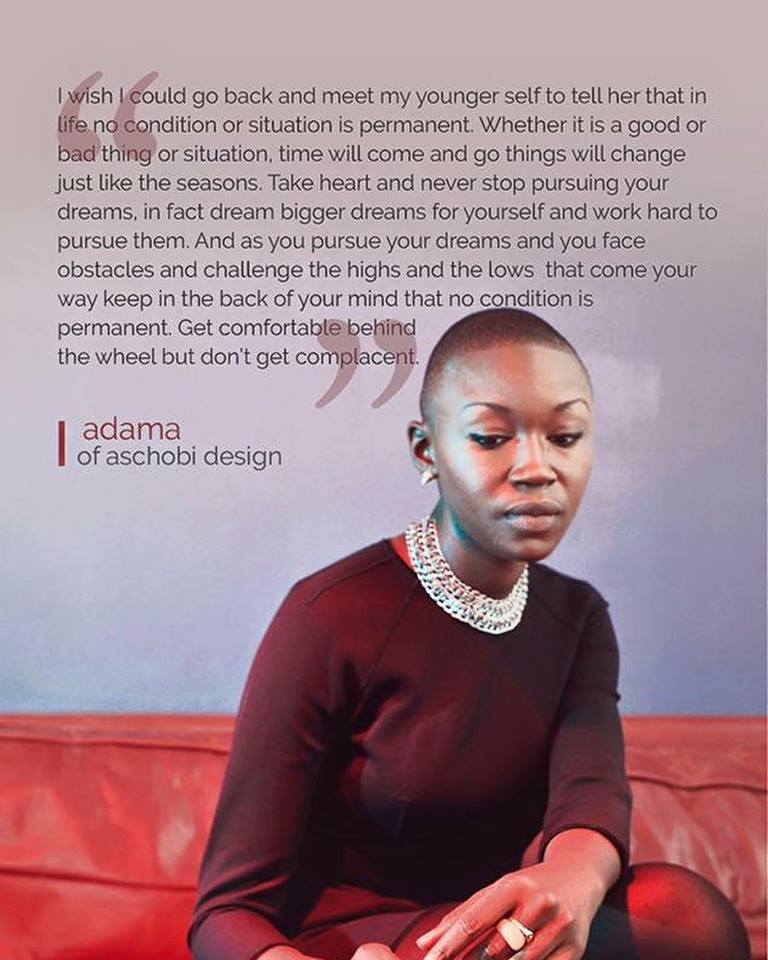 I wish I could go back and meet my younger self to tell her that in
life no condition or situation is permanent. Whether it is a good or
bad thing or situation, time will come and go things will change
just like the seasons. Take heart and never stop pursuing your
dreams, in fact dream bigger dreams for yourself and work hard to
pursue them. And as you pursue your dreams and you face
obstacles and challenge the highs and the lows  that come your
way keep in the back of your mind that no condition is
permanent. Get comfortable behind
the wheel but don't get complacent.
adama
of aschobi design